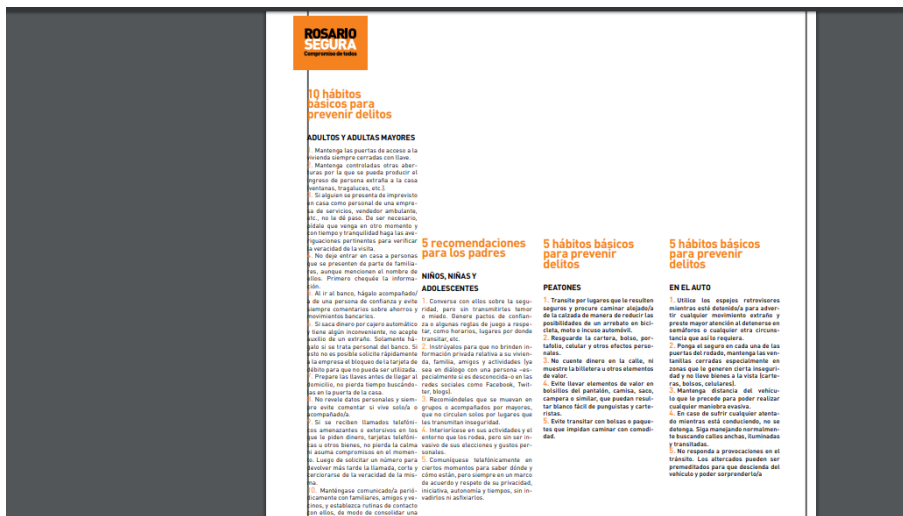 ROSARIO
SEGURA
Compromiso de todos
10 hábitos
básicos para
prevenir delitos
ADULTOS Y ADULTAS MAYORES
1. Mantenga las puertas de acceso a la
vivienda siempre cerradas con llave.
2. Mantenga controladas otras aber-
turas por la que se pueda producir el
ingreso de persona extraña a la casa
(ventanas, tragaluces, etc.).
3. Si alguien se presenta de imprevisto
en casa como personal de una empre-
sa de servicios, vendedor ambulante,
etc., no le dé paso. De ser necesario,
pídale que venga en otro momento y
con tiempo y tranquilidad haga las ave-
riguaciones pertinentes para verificar
la veracidad de la visita.
4. No deje entrar en casa a personas
que se presenten de parte de familia-
res, aunque mencionen el nombre de
ellos. Primero chequée la informa-
ción.
5. Al ir al banco, hágalo acompañado/
a de una persona de confianza y evite
siempre comentarios sobre ahorros y
movimientos bancarios.
6. Si saca dinero por cajero automático
y tiene algún inconveniente, no acepte
auxilio de un extraño. Solamente há-
galo si se trata personal del banco. Si
esto no es posible solicite rápidamente
a la empresa el bloqueo de la tarjeta de
débito para que no pueda ser utilizada.
7. Prepare las llaves antes de llegar al
domicilio, no pierda tiempo buscándo-
las en la puerta de la casa.
8. No revela datos personales y siem-
pre evite comentar si vive solo/a o
acompañado/a.
9. Si se reciben llamados telefóni-
cos amenazantes o extorsivos en los
que le piden dinero, tarjetas telefóni-
cas u otros bienes, no pierda la calma
ni asuma compromisos en el momen-
to. Luego de solicitar un número para
devolver más tarde la llamada, corte y
cerciorarse de la veracidad de la mis-
ma.
10. Manténgase comunicado/a perió-
dicamente con familiares, amigos y ve-
cinos, y establezca rutinas de contacto
con ellos, de modo de consolidar una
5 recomendaciones
para los padres
NIÑOS, NIÑAS Y
ADOLESCENTES
1. Converse con ellos sobre la segu-
ridad, pero sin transmitirles temor
o miedo. Genere pactos de confian-
za o algunas reglas de juego a respe-
tar, como horarios, lugares por donde
transitar, etc.
2. Instrúyalos para que no brinden in-
formación privada relativa a su vivien-
da, familia, amigos y actividades (ya
sea en diálogo con una persona -es-
pecialmente si es desconocida-o en las
redes sociales como Facebook, Twit-
ter, blogs).
3. Recomiéndeles que se muevan en
grupos o acompañados por mayores,
que no circulen solos por lugares que
les transmitan inseguridad.
4. Interiorícese en sus actividades y el
entorno que los rodea, pero sin ser in-
vasivo de sus elecciones y gustos per-
sonales.
5. Comuníquese telefónicamente en
ciertos momentos para saber dónde y
cómo están, pero siempre en un marco
de acuerdo y respeto de su privacidad,
iniciativa, autonomía y tiempos, sin in-
vadirlos ni asfixiarlos.
5 hábitos básicos
para prevenir
delitos
PEATONES
1. Transite por lugares que le resulten
seguros y procure caminar alejado/a
de la calzada de manera de reducir las
posibilidades de un arrebato en bici-
cleta, moto e incuso automóvil.
2. Resguarde la cartera, bolso, por-
tafolio, celular y otros efectos perso-
nales.
3. No cuente dinero en la calle, ni
muestre la billetera u otros elementos
de valor.
4. Evite llevar elementos de valor en
bolsillos del pantalón, camisa, saco,
campera o similar, que puedan resul-
tar blanco fácil de punguistas y carte-
ristas.
5. Evite transitar con bolsas o paque-
tes que impidan caminar con comodi-
dad.
5 hábitos básicos
para prevenir
delitos
EN EL AUTO
1. Utilice los espejos retrovisores
mientras esté detenido/a para adver-
tir cualquier movimiento extraño y
preste mayor atención al detenerse en
semáforos o cualquier otra circuns-
tancia que así lo requiera.
2. Ponga el seguro en cada una de las
puertas del rodado, mantenga las ven-
tanillas cerradas especialmente en
zonas que le generen cierta inseguri-
dad y no lleve bienes a la vista (carte-
ras, bolsos, celulares).
3. Mantenga distancia del vehícu-
lo que le precede para poder realizar
cualquier maniobra evasiva.
4. En caso de sufrir cualquier atenta-
do mientras está conduciendo, no se
detenga. Siga manejando normalmen-
te buscando calles anchas, iluminadas
y transitadas.
5. No responda a provocaciones en el
tránsito. Los altercados pueden ser
premeditados para que descienda del
vehículo y poder sorprenderlo/a